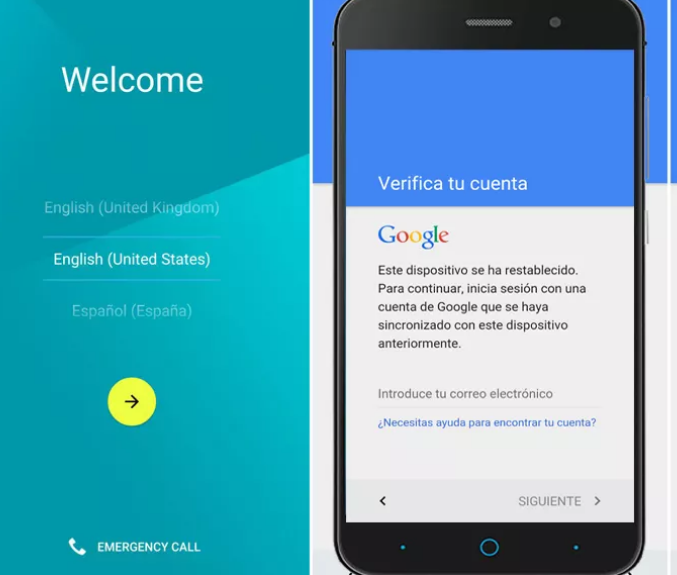 Welcome
English (United Kingdom)
English (United States)
Español (España)
EMERGENCY CALL
Verifica tu cuenta
Google
Este dispositivo se ha restablecido.
Para continuar, inicia sesión con una
cuenta de Google que se haya
sincronizado con este dispositivo
anteriormente.
Introduce tu correo electrónico
¿Necesitas ayuda para encontrar tu cuenta?
SIGUIENTE